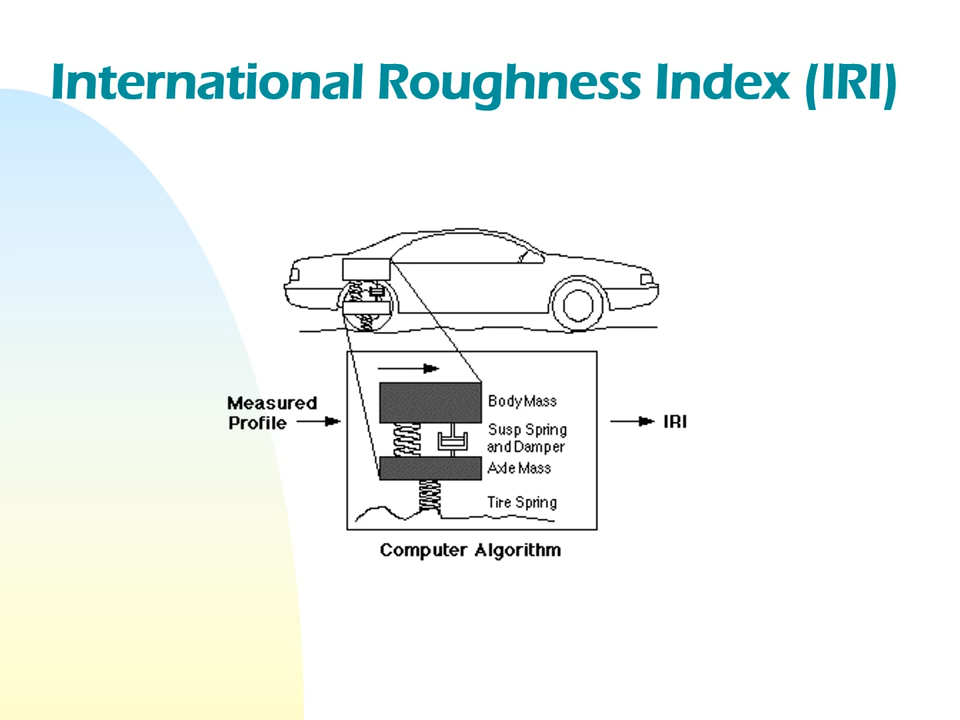 International Roughness Index (IRI)
Measured
Profile
Body Mass
Susp Spring
and Damper
Axle Mass
Tire Spring
IRI
Computer Algorithm